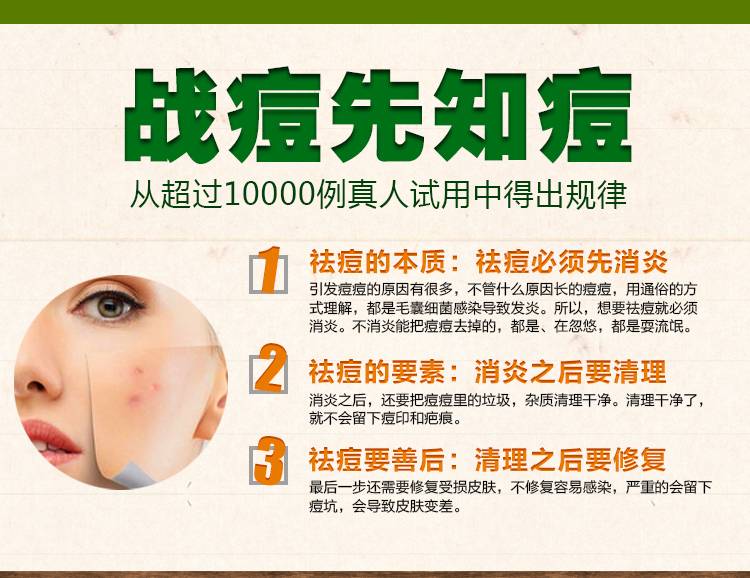 战痘先知痘
从超过10000例真人试用中得出规律
1 祛痘的本质：祛痘必须先消炎
引发痘痘的原因有很多，不管什么原因长的痘痘，用通俗的方
式理解，都是毛囊细菌感染导致发炎。所以，想要祛痘就必须
消炎。不消炎能把痘痘去掉的，都是、在忽悠，都是耍流氓。
2 祛痘的要素：消炎之后要清理
消炎之后，还要把痘痘里的垃圾，杂质清理干净。清理干净了，
就不会留下痘印和疤痕。
3 祛痘要善后：清理之后要修复
最后一步还需要修复受损皮肤，不修复容易感染，严重的会留下
痘坑，会导致皮肤变差。